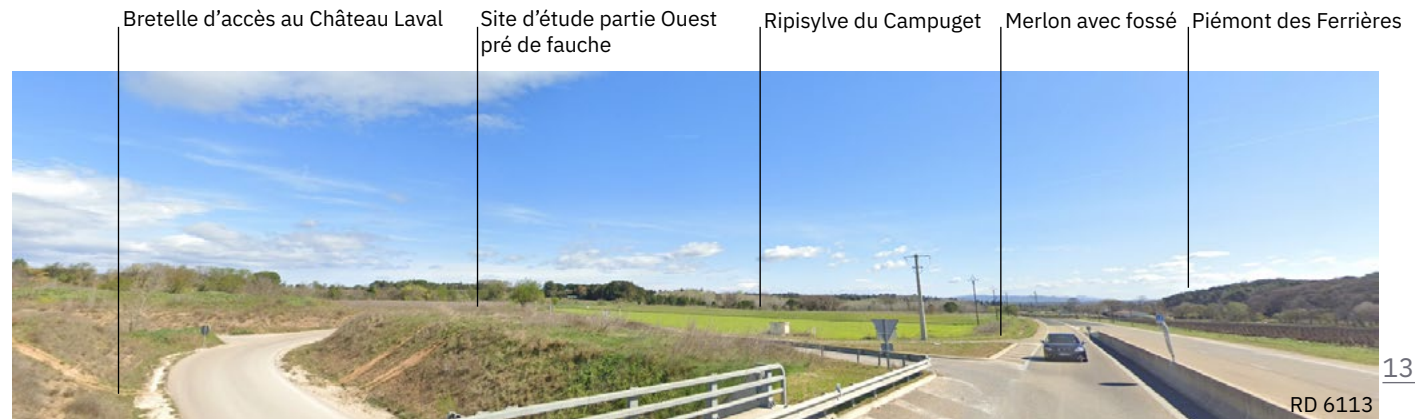 Bretelle d’accès au Château Laval
Site d’étude partie Ouest
pré de fauche
Ripisylve du Campuget
Merlon avec fossé
Piémont des Ferrières
13
RD 6113